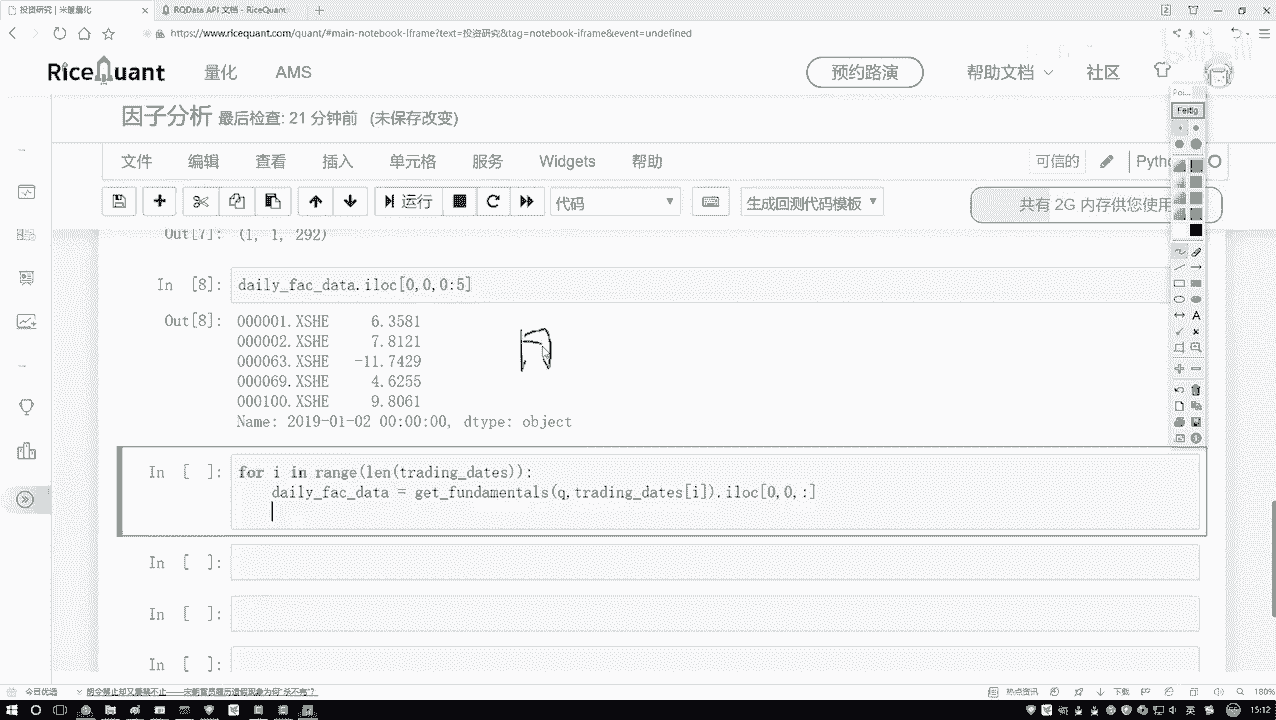 投资研究 | 米筐量化
RQData API 文档 - RiceQuant
https://www.ricequant.com/quant/#main-notebook-iframe?text=投资研究&tag=notebook-iframe&event=undefined
RiceQuant 量化 AMS 预约路演 帮助文档 社区
因子分析 最后检查: 21 分钟前 (未保存改变)
文件 编辑 查看 插入 单元格 服务 Widgets 帮助 可信的
运行 代码 生成回测代码模板 共有 2G 内存供您使用
Fertig
Out[7]: (1, 1, 292)
In [8]: daily_fac_data.iloc[0,0,0:5]
Out[8]: 000001.XSHE 6.3581
000002.XSHE 7.8121
000063.XSHE -11.7429
000069.XSHE 4.6255
000100.XSHE 9.8061
Name: 2019-01-02 00:00:00, dtype: object
In [ ]: for i in range(len(trading_dates)):
daily_fac_data = get_fundamentals(q,trading_dates[i]).iloc[0,0,:]
In [ ]:
In [ ]:
In [ ]:
今日优选
热点资讯 下载 180%
英 15:12